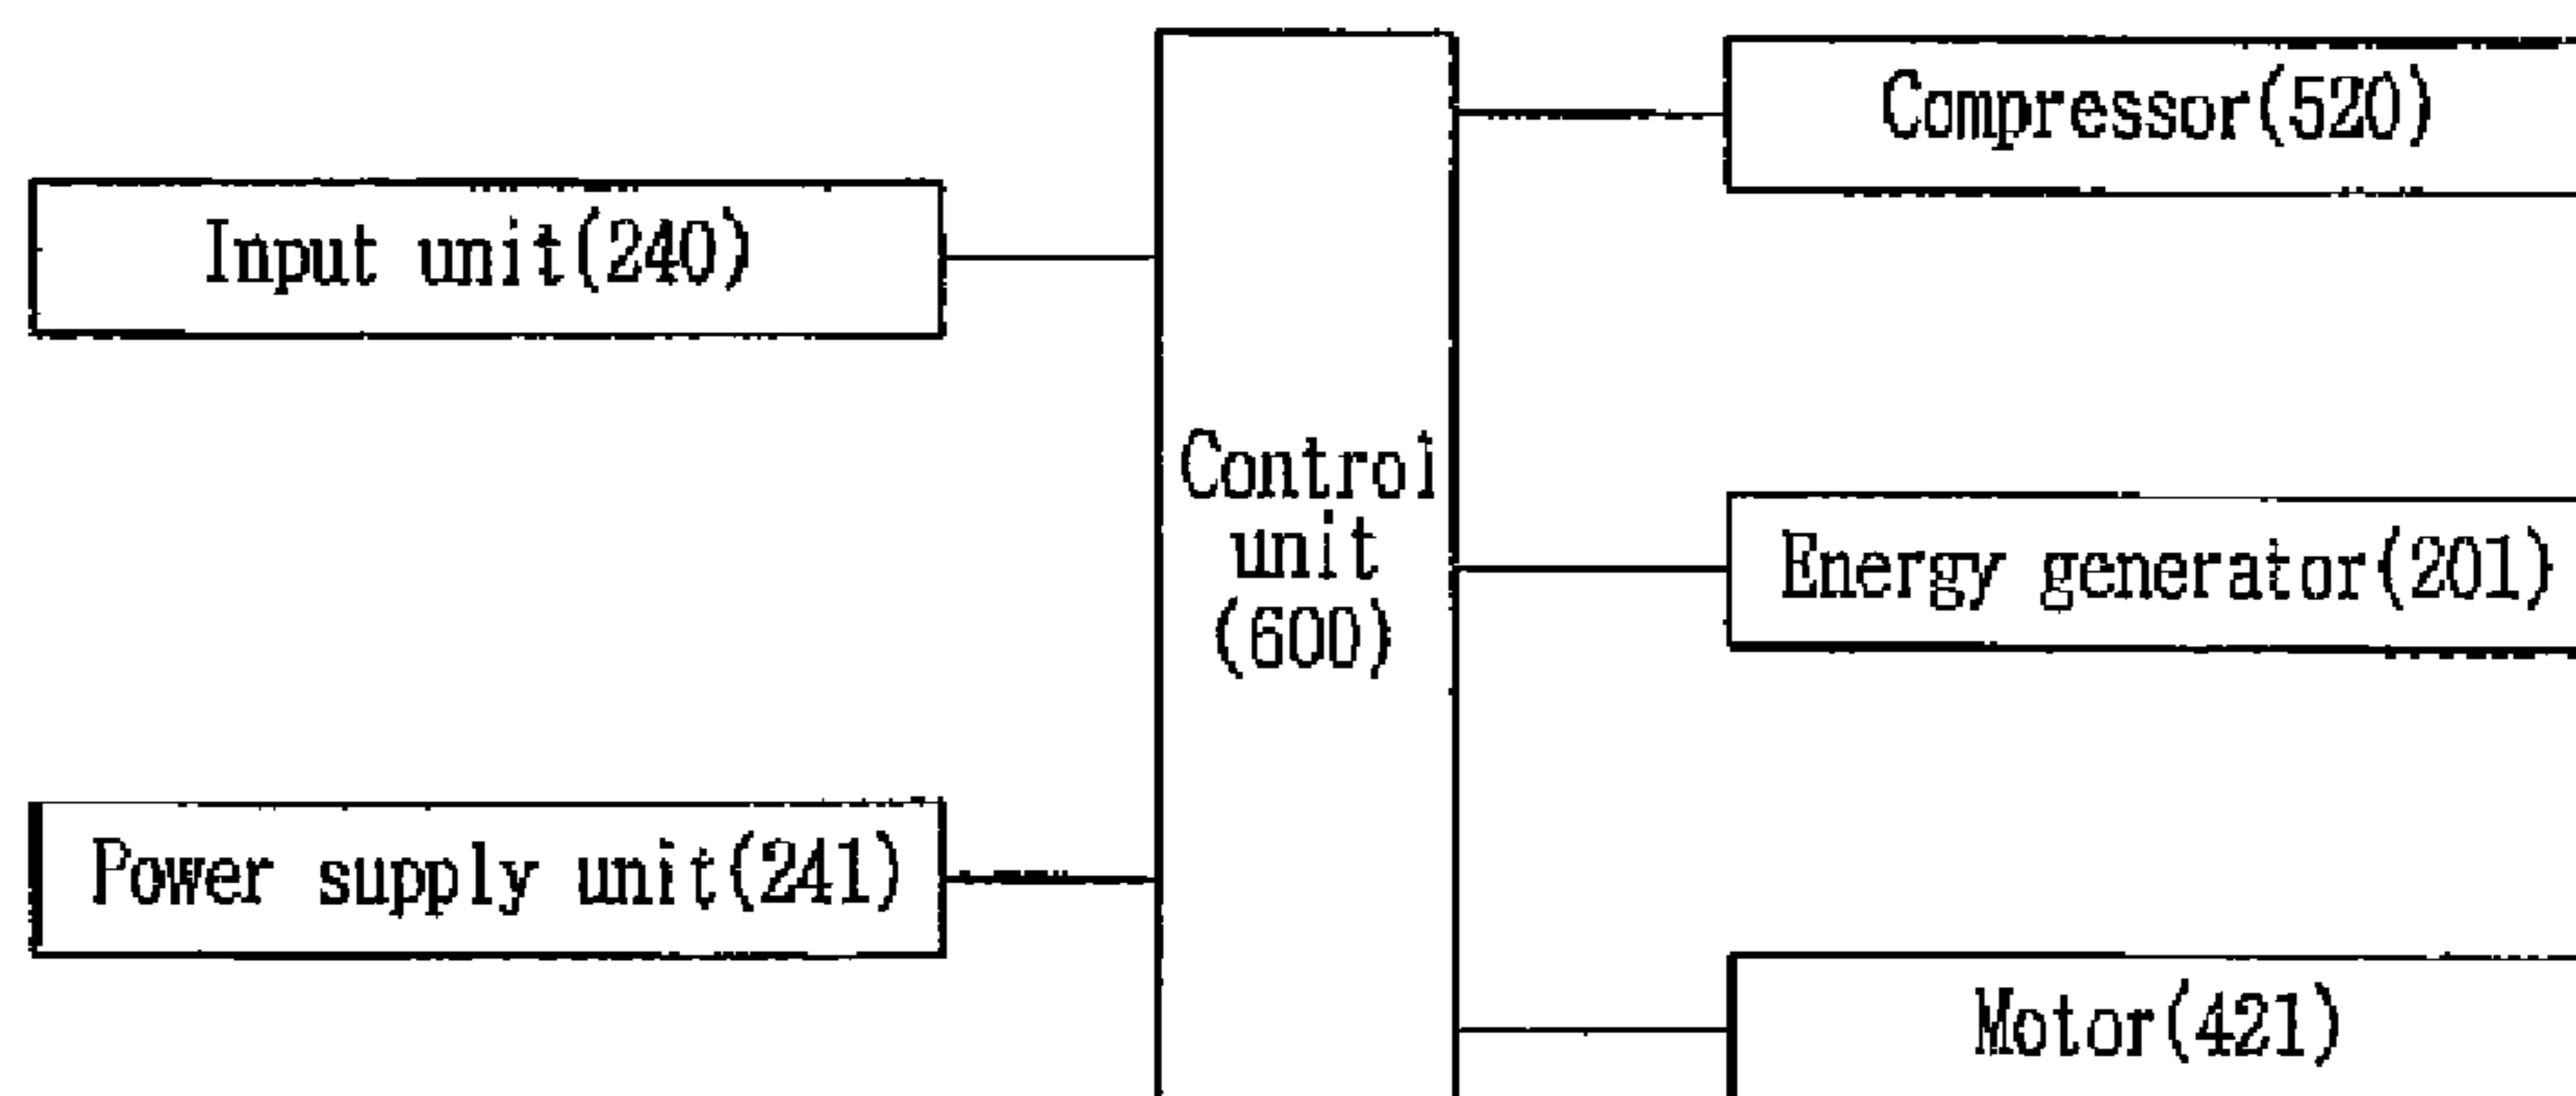 Input unit(240)
Power supply unit(241)
Control
unit
(600)
Compressor(520)
Energy generator(201)
Motor(421)